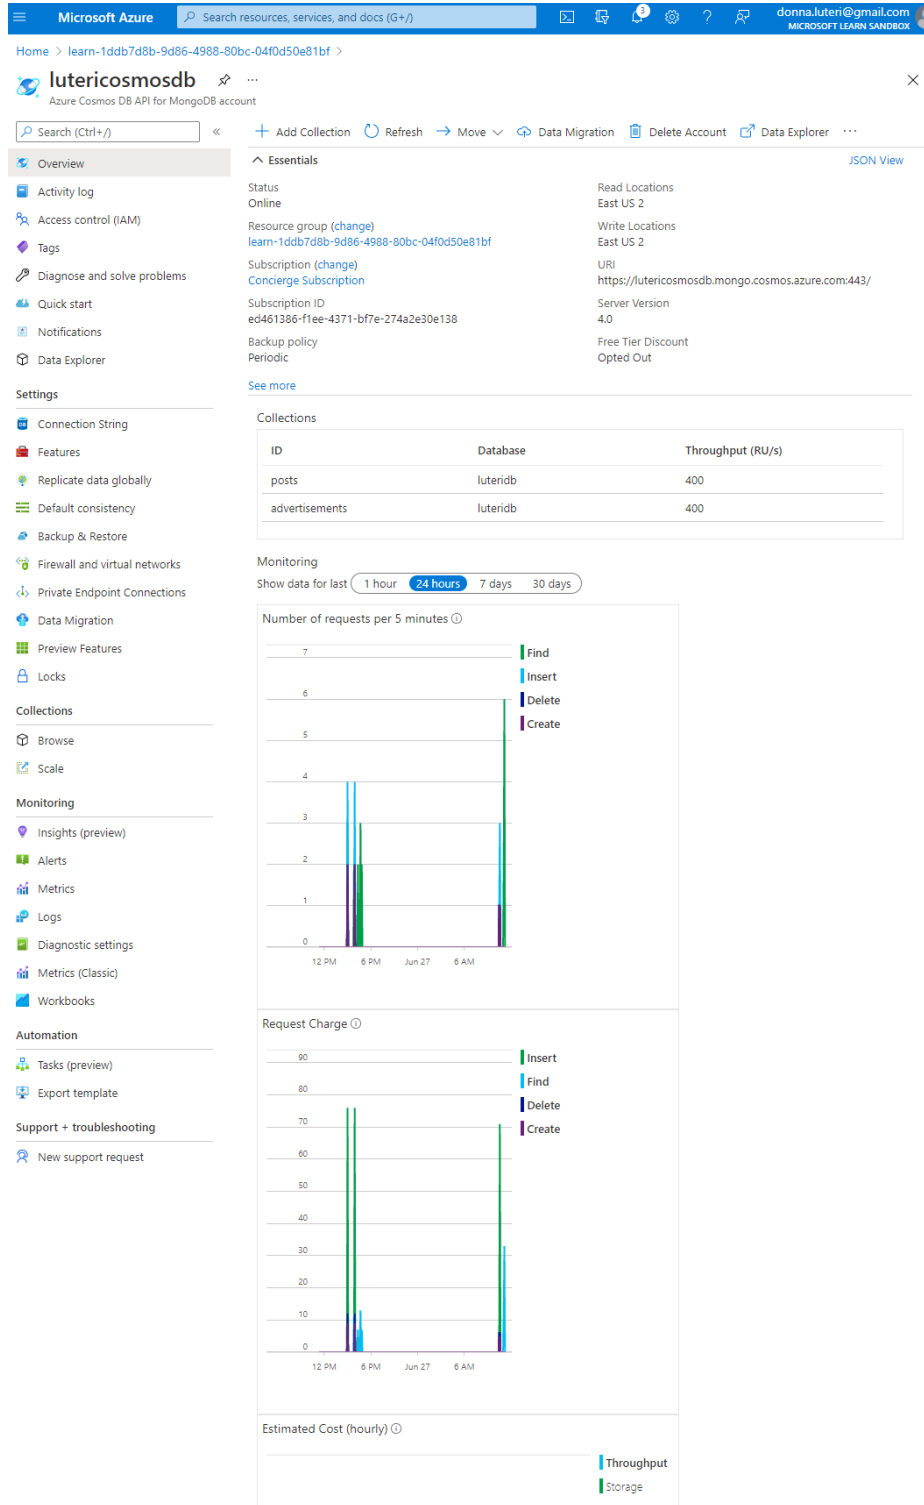 Microsoft Azure
Search resources, services, and docs (G+/)
3
donna.luteri@gmail.com
MICROSOFT LEARN SANDBOX
Home > learn-1ddb7d8b-9d86-4988-80bc-04f0d50e81bf >
lutericosmosdb
Azure Cosmos DB API for MongoDB account
Search (Ctrl+/)
Overview
Activity log
Access control (IAM)
Tags
Diagnose and solve problems
Quick start
Notifications
Data Explorer
Settings
Connection String
Features
Replicate data globally
Default consistency
Backup & Restore
Firewall and virtual networks
Private Endpoint Connections
Data Migration
Preview Features
Locks
Collections
Browse
Scale
Monitoring
Insights (preview)
Alerts
Metrics
Logs
Diagnostic settings
Metrics (Classic)
Workbooks
Automation
Tasks (preview)
Export template
Support + troubleshooting
New support request
Add Collection Refresh Move Data Migration Delete Account Data Explorer
Essentials
JSON View
Status
Online
Resource group (change)
learn-1ddb7d8b-9d86-4988-80bc-04f0d50e81bf
Subscription (change)
Concierge Subscription
Subscription ID
ed461386-f1ee-4371-bf7e-274a2e30e138
Backup policy
Periodic
See more
Read Locations
East US 2
Write Locations
East US 2
URI
https://lutericosmosdb.mongo.cosmos.azure.com:443/
Server Version
4.0
Free Tier Discount
Opted Out
Collections
ID Database Throughput (RU/s)
posts luteridb 400
advertisements luteridb 400
Monitoring
Show data for last 1 hour 24 hours 7 days 30 days
Number of requests per 5 minutes
7
6
5
4
3
2
1
0
12 PM 6 PM Jun 27 6 AM
Find
Insert
Delete
Create
Request Charge
90
80
70
60
50
40
30
20
10
0
12 PM 6 PM Jun 27 6 AM
Insert
Find
Delete
Create
Estimated Cost (hourly)
Throughput
Storage